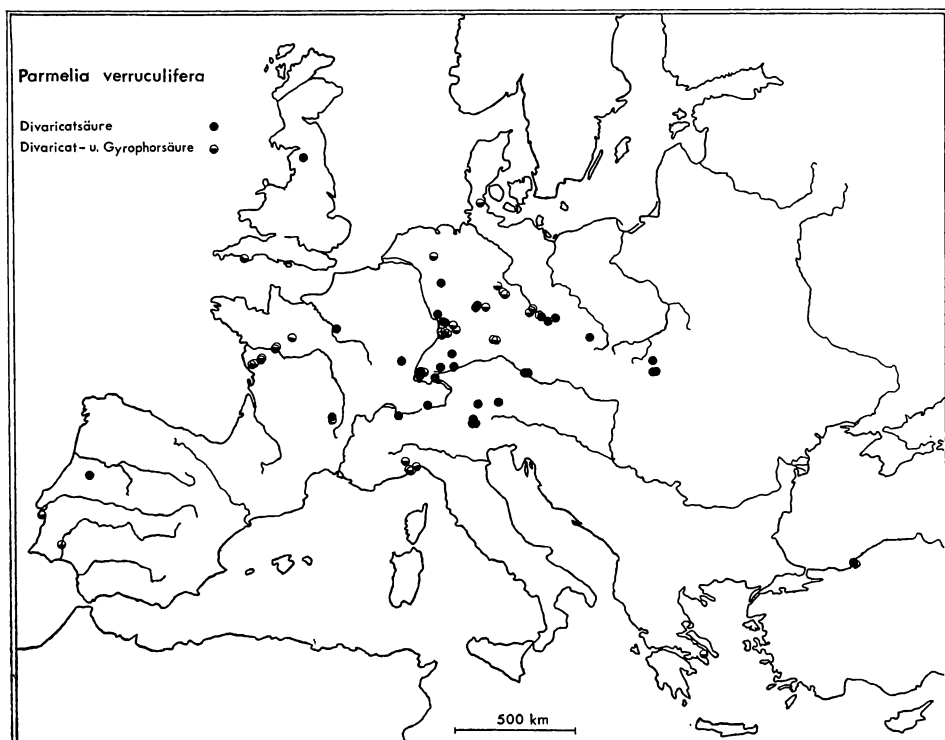 Parmelia verruculifera
Divaricatsäure
Divaricat- u. Gyrophorsäure
500 km